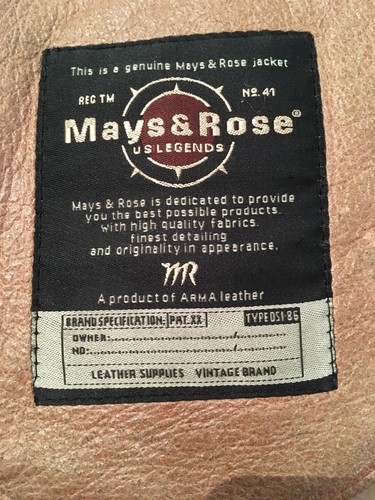 This is a genuine Mays & Rose jacket
REG TM No. 41
Mays&Rose®
US LEGENDS
Mays & Rose is dedicated to provide
you the best possible products.
with high quality fabrics.
finest detailing
and originality in appearance.
MR
A product of ARMA leather
BRAND SPECIFICATION: PAT.XX TYPE DSI-85
OWNER:
NO:
LEATHER SUPPLIES VINTAGE BRAND